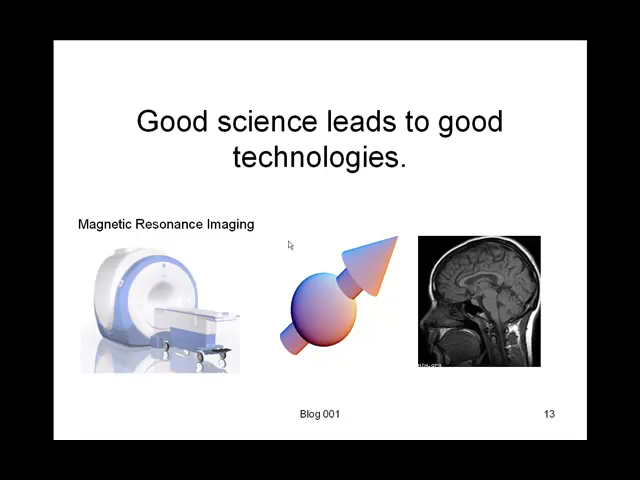 Good science leads to good
technologies.
Magnetic Resonance Imaging
Blog 001
13